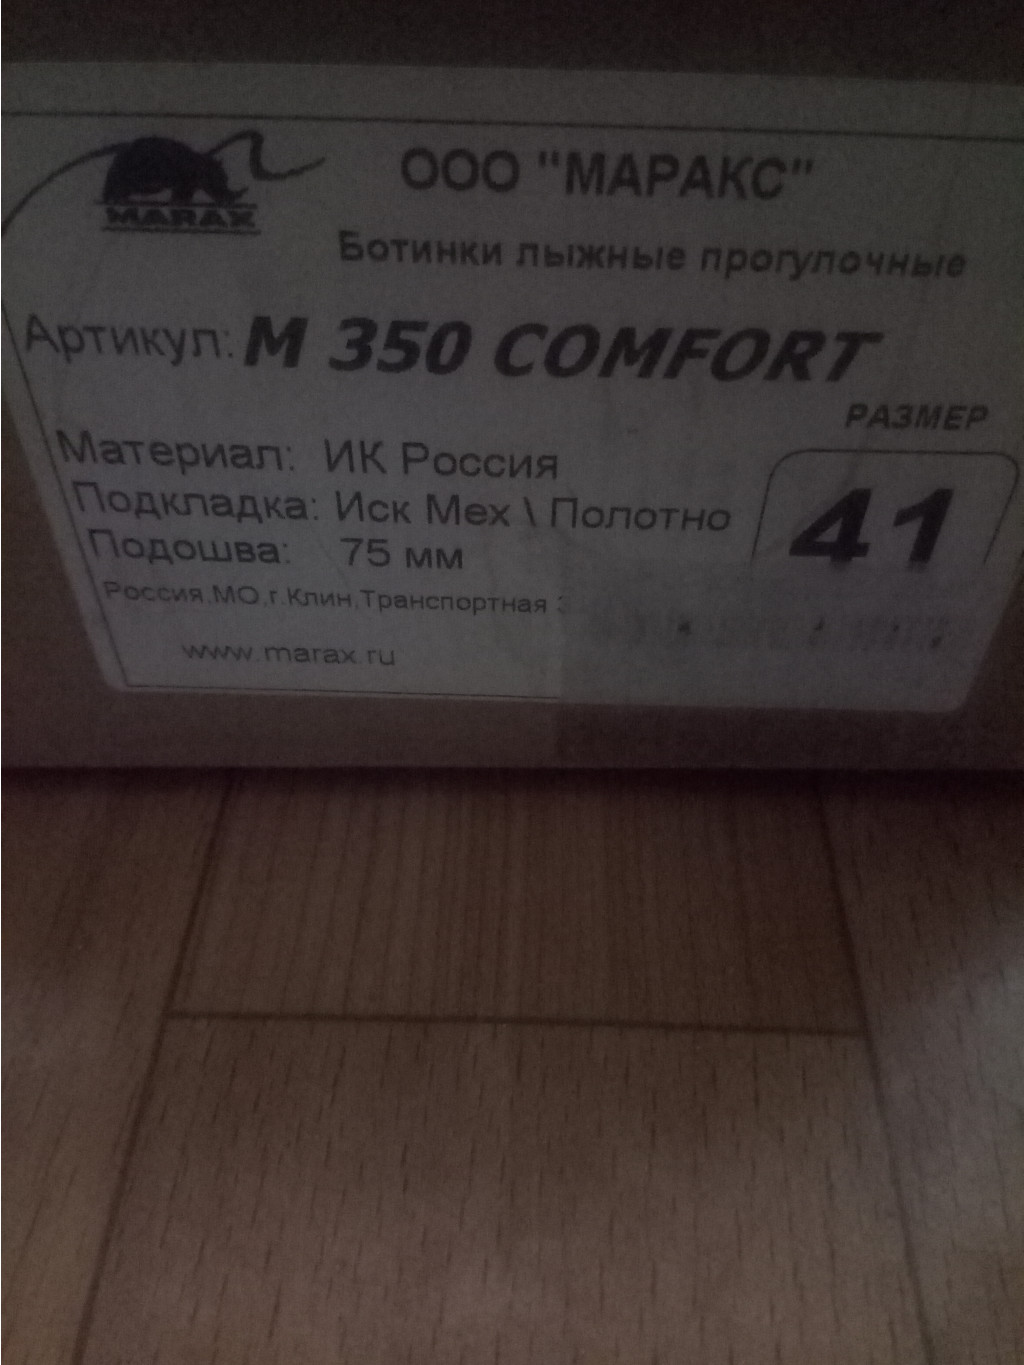 MARAX
ООО "МАРАКС"
Ботинки лыжные прогулочные
Артикул: M 350 COMFORT
РАЗМЕР
41
Материал: ИК Россия
Подкладка: Иск Мех \ Полотно
Подошва: 75 мм
Россия,МО,г.Клин,Транспортная
www.marax.ru